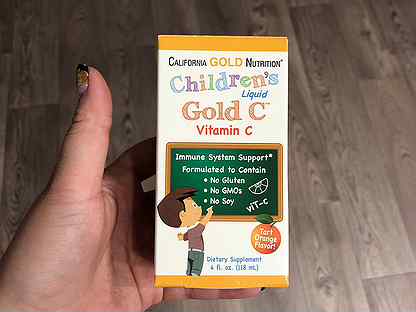 CALIFORNIA GOLD NUTRITION®
Children's
Liquid
Gold C™
Vitamin C
Immune System Support*
Formulated to Contain
• No Gluten
• No GMOs
• No Soy
VIT-C
Tart
Orange
Flavor!
Dietary Supplement
4 fl. oz. (118 mL)